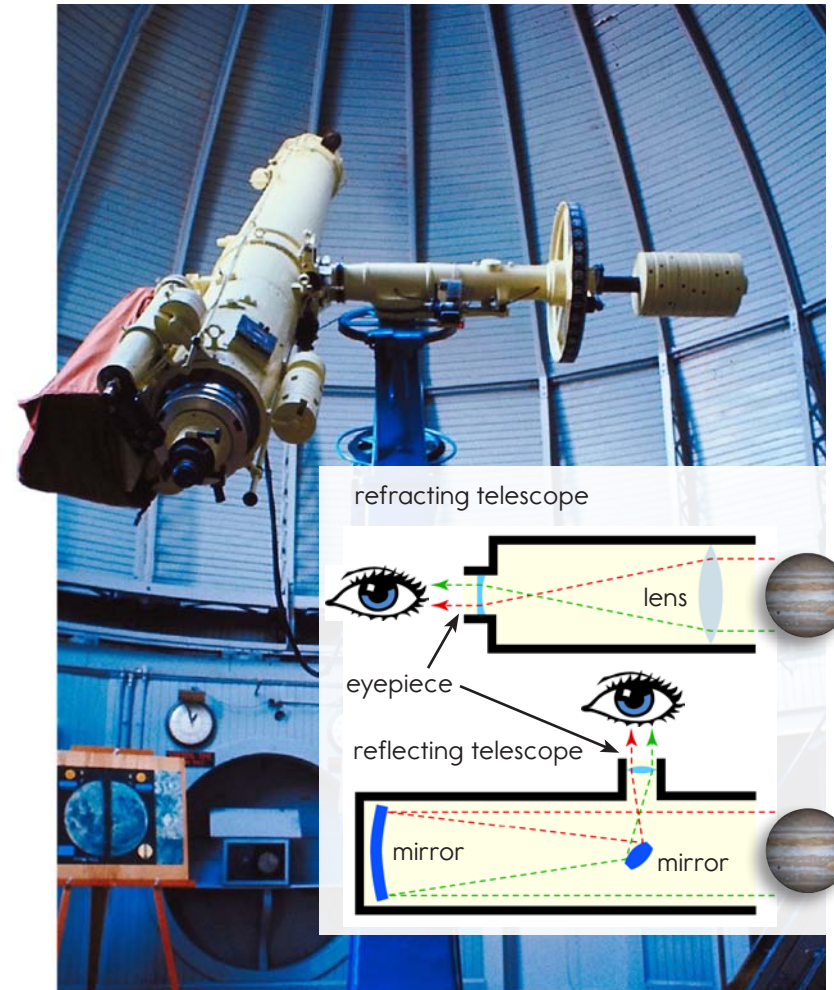 refracting telescope
lens
eyepiece
reflecting telescope
mirror
mirror